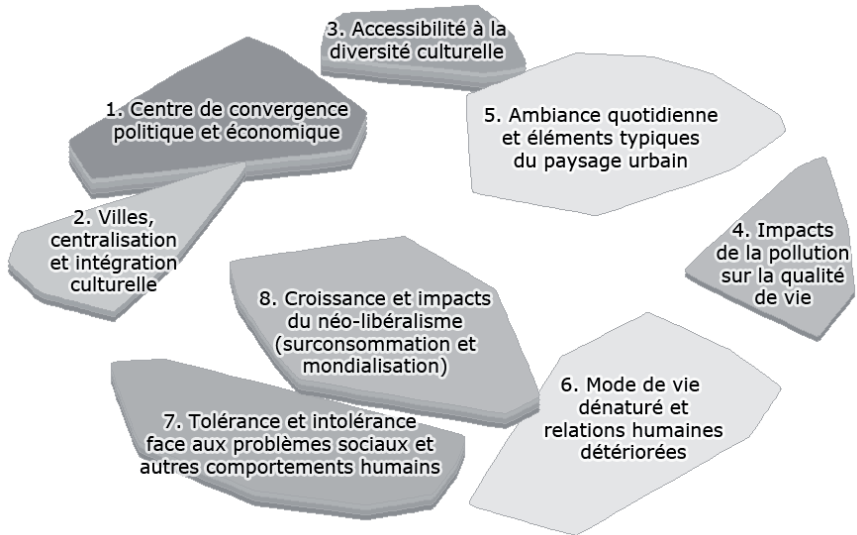 3. Accessibilité à la
diversité culturelle
1. Centre de convergence
politique et économique
5. Ambiance quotidienne
et éléments typiques
du paysage urbain
2. Villes,
centralisation
et intégration
culturelle
4. Impacts
de la pollution
sur la qualité
de vie
8. Croissance et impacts
du néo-libéralisme
(surconsommation et
mondialisation)
6. Mode de vie
dénaturé et
relations humaines
détériorées
7. Tolérance et intolérance
face aux problèmes sociaux et
autres comportements humains